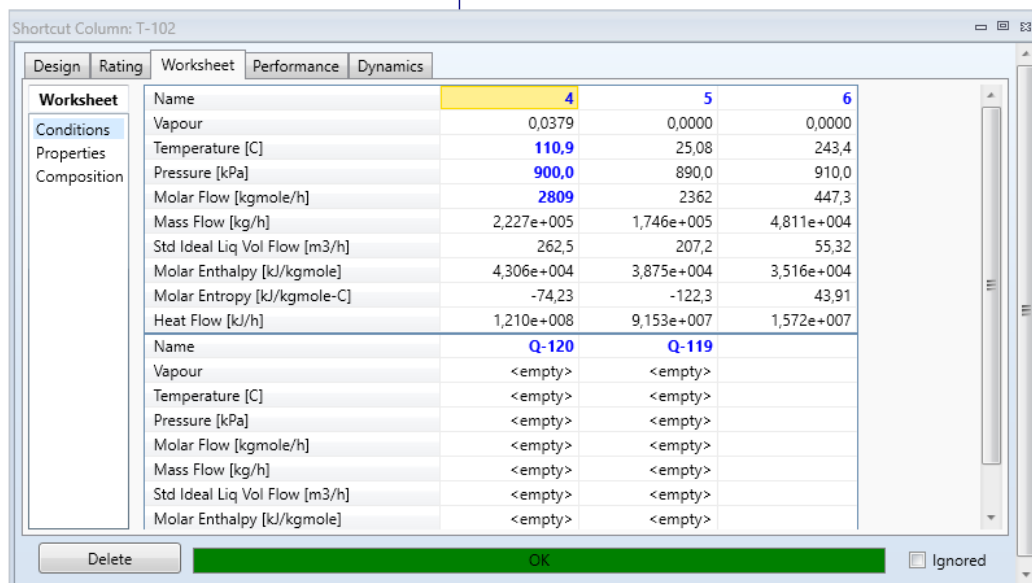 Shortcut Column: T-102
Design Rating Worksheet Performance Dynamics
Worksheet
Conditions
Properties
Composition
Name 4 5 6
Vapour 0,0379 0,0000 0,0000
Temperature [C] 110,9 25,08 243,4
Pressure [kPa] 900,0 890,0 910,0
Molar Flow [kgmole/h] 2809 2362 447,3
Mass Flow [kg/h] 2,227e+005 1,746e+005 4,811e+004
Std Ideal Liq Vol Flow [m3/h] 262,5 207,2 55,32
Molar Enthalpy [kJ/kgmole] 4,306e+004 3,875e+004 3,516e+004
Molar Entropy [kJ/kgmole-C] -74,23 -122,3 43,91
Heat Flow [kJ/h] 1,210e+008 9,153e+007 1,572e+007
Name Q-120 Q-119
Vapour <empty> <empty>
Temperature [C] <empty> <empty>
Pressure [kPa] <empty> <empty>
Molar Flow [kgmole/h] <empty> <empty>
Mass Flow [kg/h] <empty> <empty>
Std Ideal Liq Vol Flow [m3/h] <empty> <empty>
Molar Enthalpy [kJ/kgmole] <empty> <empty>
Delete OK Ignored